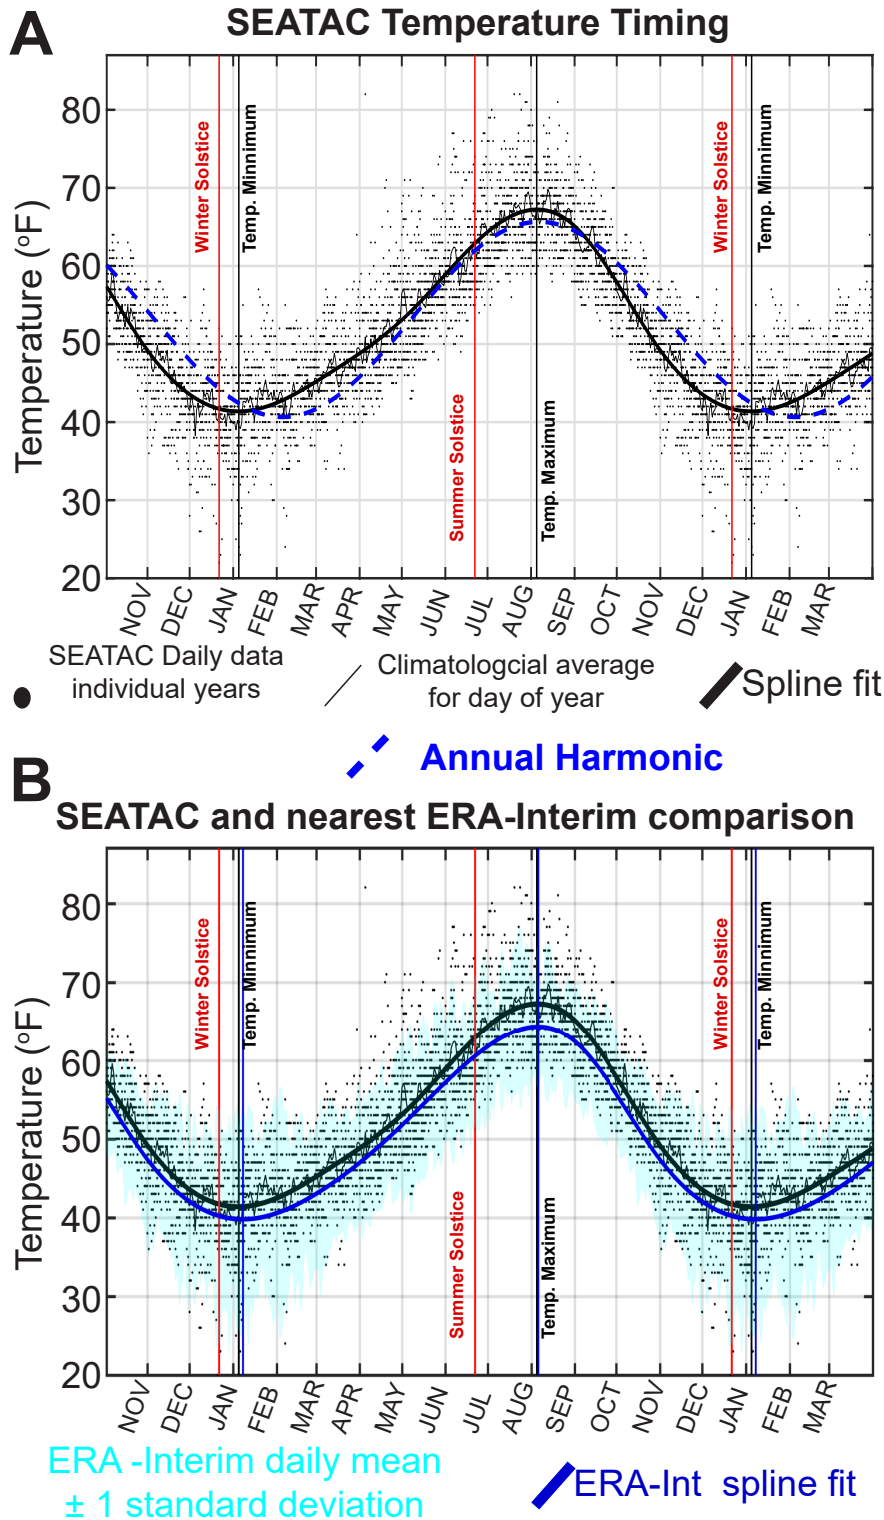 A
SEATAC Temperature Timing
Temperature (°F)
80
70
60
50
40
30
20
Winter Solstice
Temp. Minnimum
Summer Solstice
Temp. Maximum
Winter Solstice
Temp. Minnimum
NOV
DEC
JAN
FEB
MAR
APR
MAY
JUN
JUL
AUG
SEP
OCT
NOV
DEC
JAN
FEB
MAR
SEATAC Daily data
individual years
Climatologcial average
for day of year
Spline fit
Annual Harmonic
B
SEATAC and nearest ERA-Interim comparison
Temperature (°F)
80
70
60
50
40
30
20
Winter Solstice
Temp. Minnimum
Summer Solstice
Temp. Maximum
Winter Solstice
Temp. Minnimum
NOV
DEC
JAN
FEB
MAR
APR
MAY
JUN
JUL
AUG
SEP
OCT
NOV
DEC
JAN
FEB
MAR
ERA -Interim daily mean
± 1 standard deviation
ERA-Int spline fit